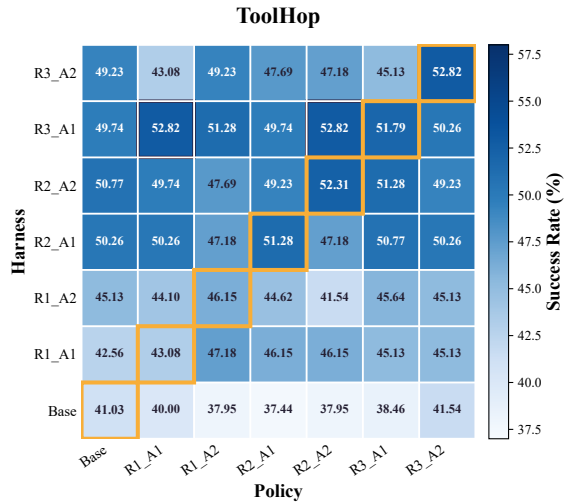 ToolHop
R3_A2 49.23 43.08 49.23 47.69 47.18 45.13 52.82
R3_A1 49.74 52.82 51.28 49.74 52.82 51.79 50.26
R2_A2 50.77 49.74 47.69 49.23 52.31 51.28 49.23
R2_A1 50.26 50.26 47.18 51.28 47.18 50.77 50.26
R1_A2 45.13 44.10 46.15 44.62 41.54 45.64 45.13
R1_A1 42.56 43.08 47.18 46.15 46.15 45.13 45.13
Base 41.03 40.00 37.95 37.44 37.95 38.46 41.54
Base R1_A1 R1_A2 R2_A1 R2_A2 R3_A1 R3_A2
Policy
Harness
57.5
55.0
52.5
50.0
47.5
45.0
42.5
40.0
37.5
Success Rate (%)